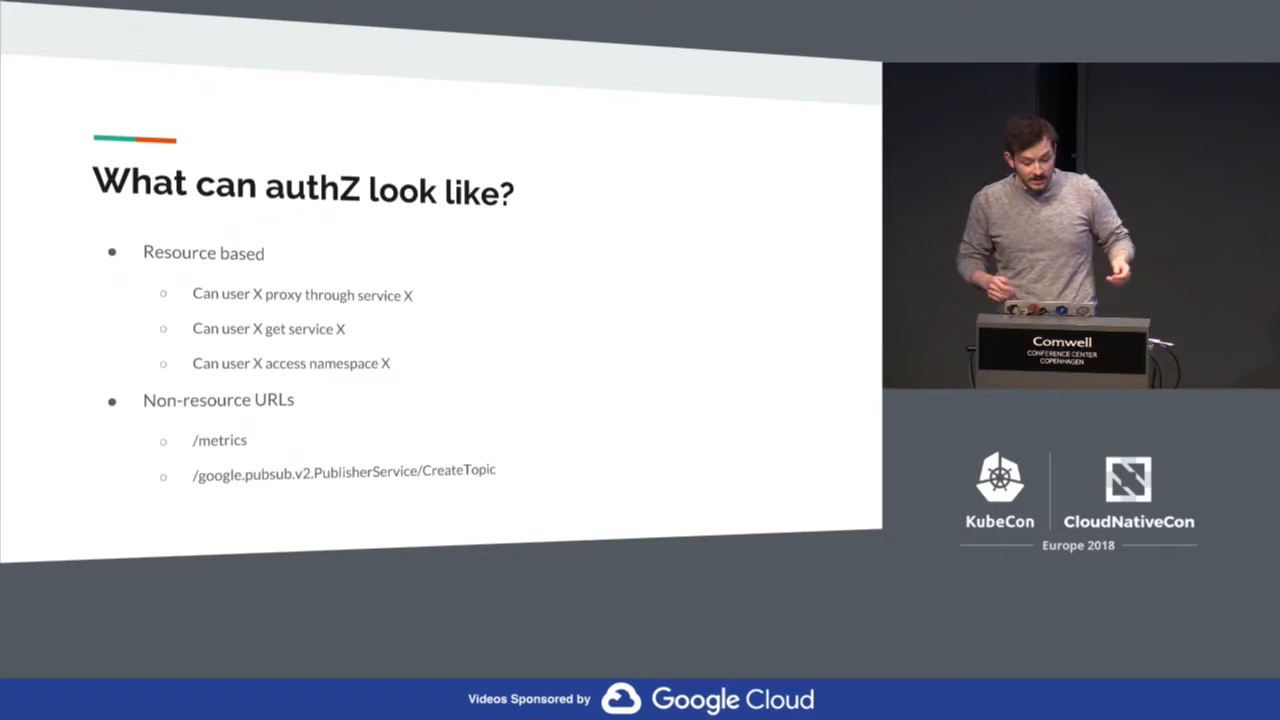 What can authZ look like?
Resource based
Can user X proxy through service X
Can user X get service X
Can user X access namespace X
Non-resource URLs
/metrics
/google.pubsub.v2.PublisherService/CreateTopic
Comwell
CONFERENCE CENTER
COPENHAGEN
KubeCon
CloudNativeCon
Europe 2018
Videos Sponsored by Google Cloud